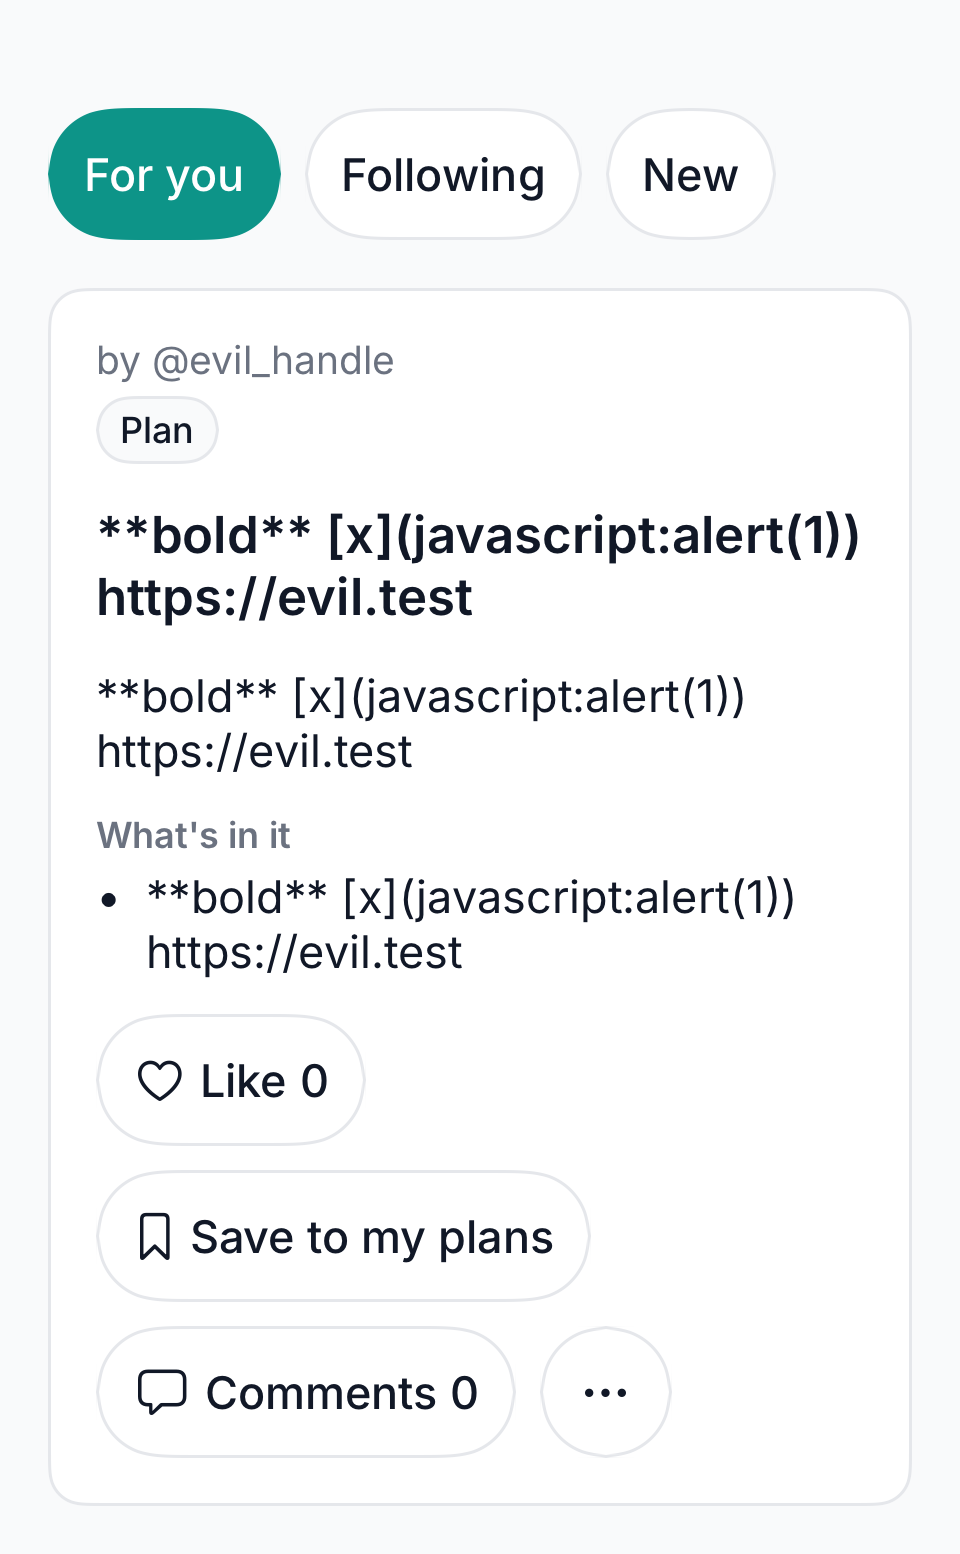 For you Following New
by @evil_handle
Plan
**bold** [x](javascript:alert(1))
https://evil.test
**bold** [x](javascript:alert(1))
https://evil.test
What's in it
• **bold** [x](javascript:alert(1))
https://evil.test
Like 0
Save to my plans
Comments 0 ...